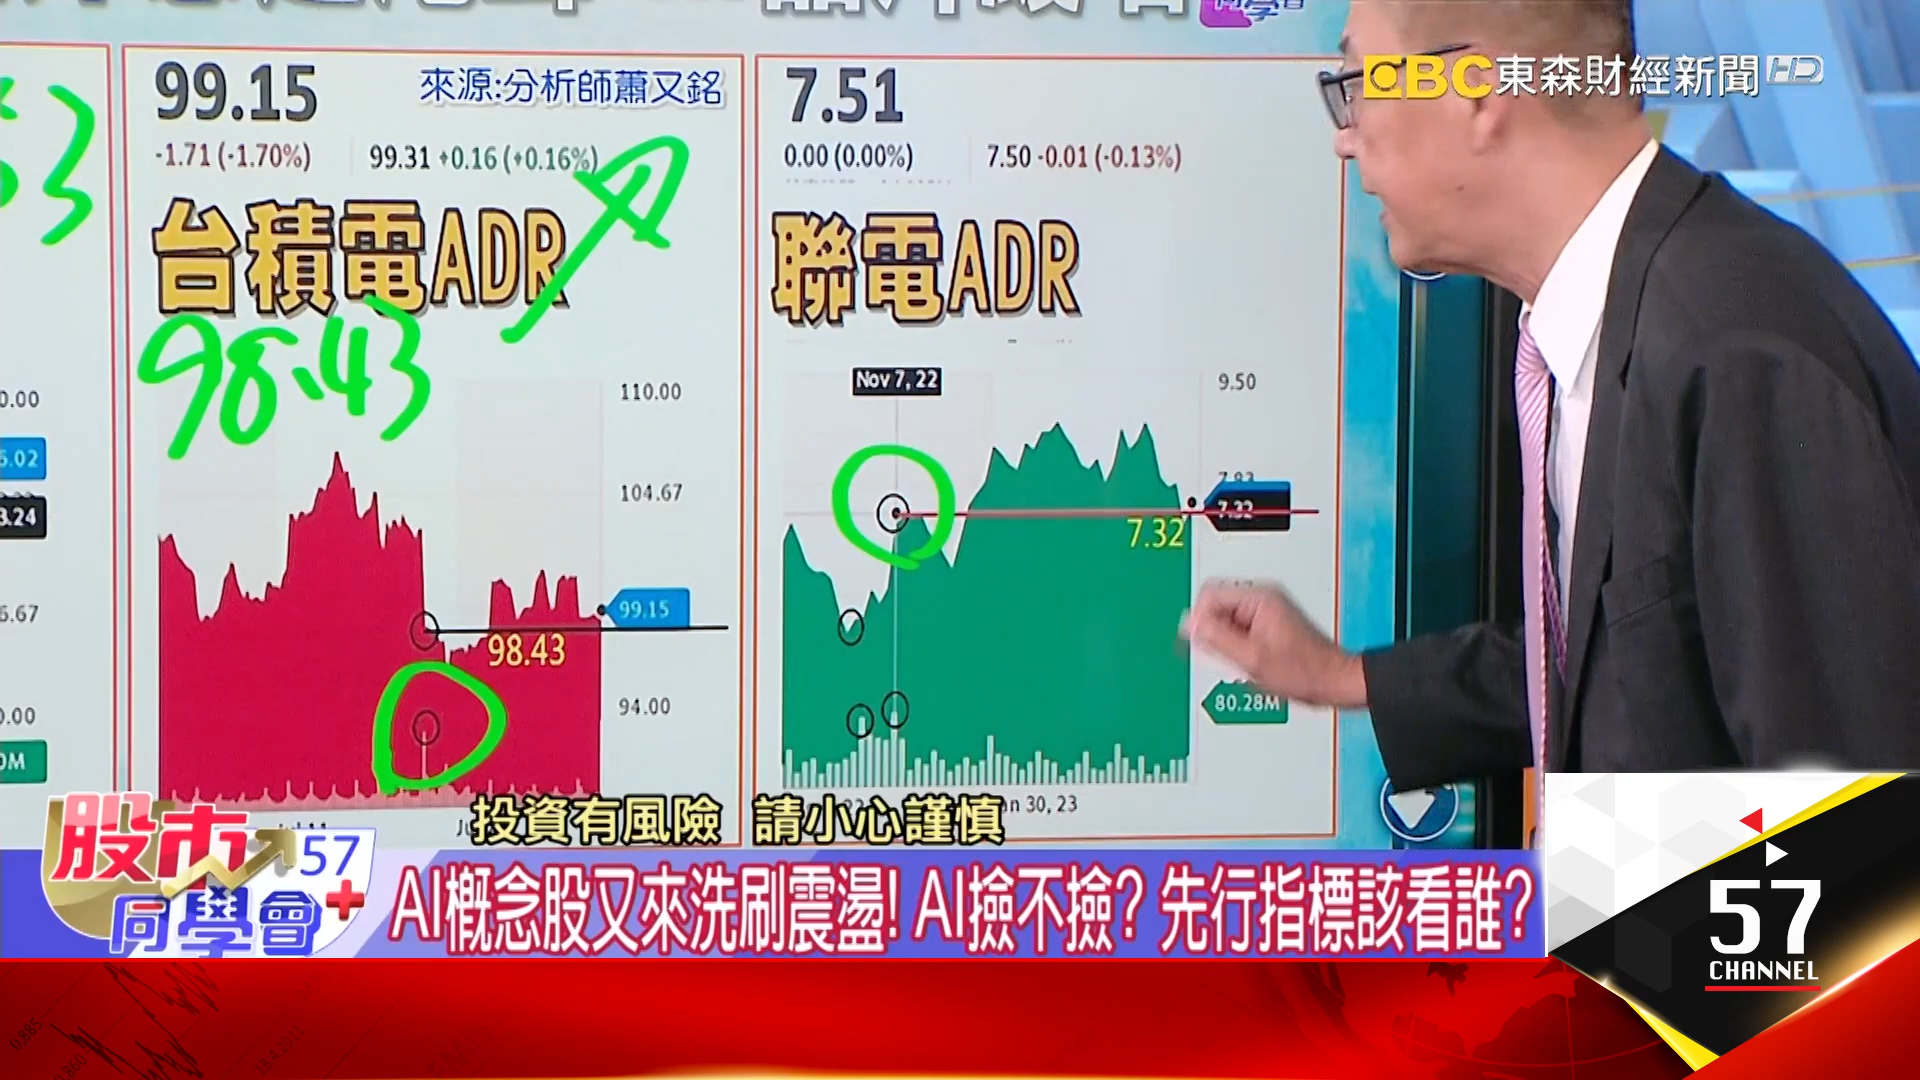 EBC東森財經新聞HD
99.15
來源:分析師蕭又銘
-1.71 (-1.70%)
99.31 +0.16 (+0.16%)
台積電ADR
98.43
110.00
104.67
99.15
98.43
94.00
7.51
0.00 (0.00%)
7.50 -0.01 (-0.13%)
聯電ADR
Nov 7, 22
9.50
7.32
7.32
80.28M
30, 23
投資有風險 請小心謹慎
股市
同學會
57
+
AI概念股又來洗刷震盪! AI撿不撿? 先行指標該看誰?
57
CHANNEL